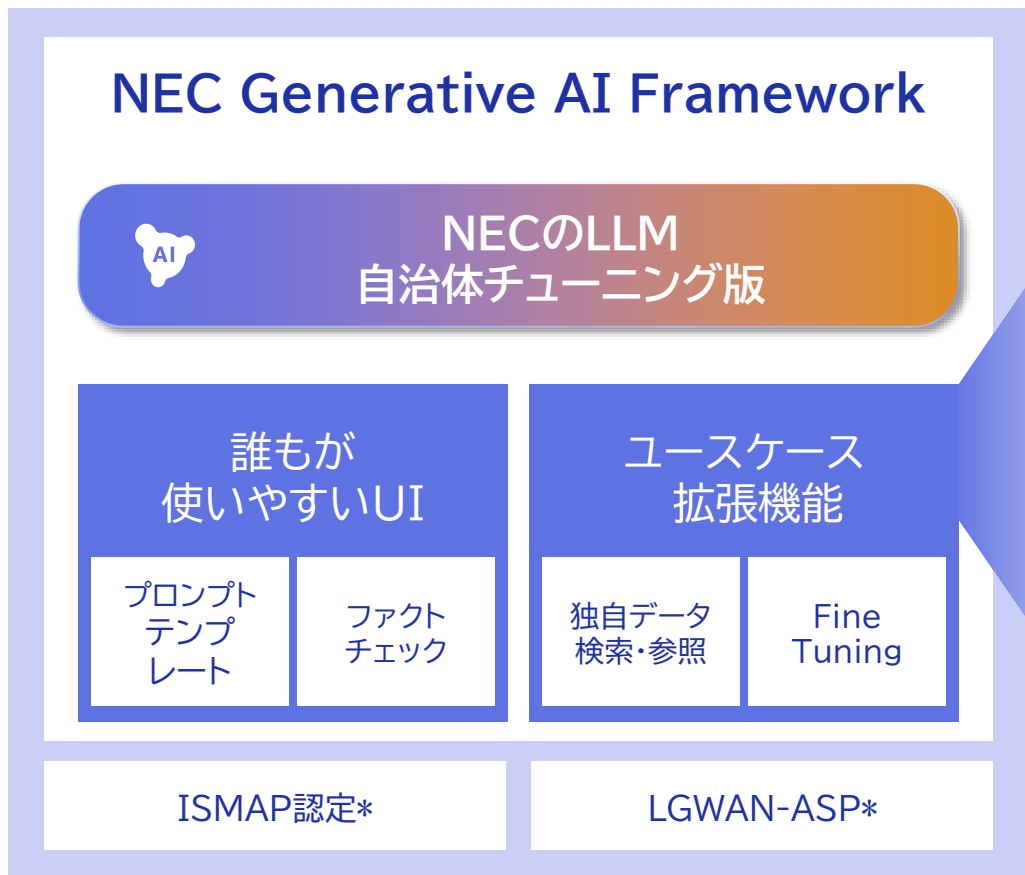 NEC Generative AI Framework
AI
NECのLLM
自治体チューニング版
誰もが
使いやすいUI
プロンプト
テンプ
レート
ファクト
チェック
ユースケース
拡張機能
独自データ
検索・参照
Fine
Tuning
ISMAP認定*
LGWAN-ASP*